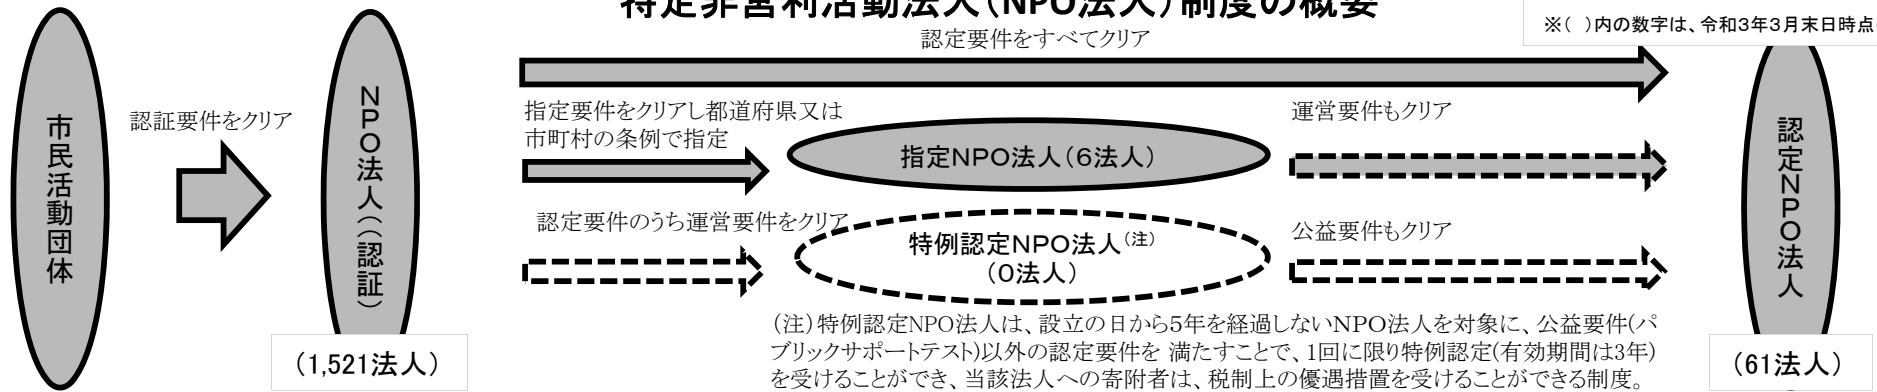 特定非営利活動法人(NPO法人)制度の概要
※( )内の数字は、令和3年3月末日時点
認定要件をすべてクリア
市民活動団体
認証要件をクリア
NPO法人((認証)
(1,521法人)
指定要件をクリアし都道府県又は
市町村の条例で指定
指定NPO法人(6法人)
運営要件もクリア
認定要件のうち運営要件をクリア
特例認定NPO法人(注)
(0法人)
公益要件もクリア
認定NPO法人
(61法人)
(注)特例認定NPO法人は、設立の日から5年を経過しないNPO法人を対象に、公益要件(パ
ブリックサポートテスト)以外の認定要件を 満たすことで、1回に限り特例認定(有効期間は3年)
を受けることができ、当該法人への寄附者は、税制上の優遇措置を受けることができる制度。